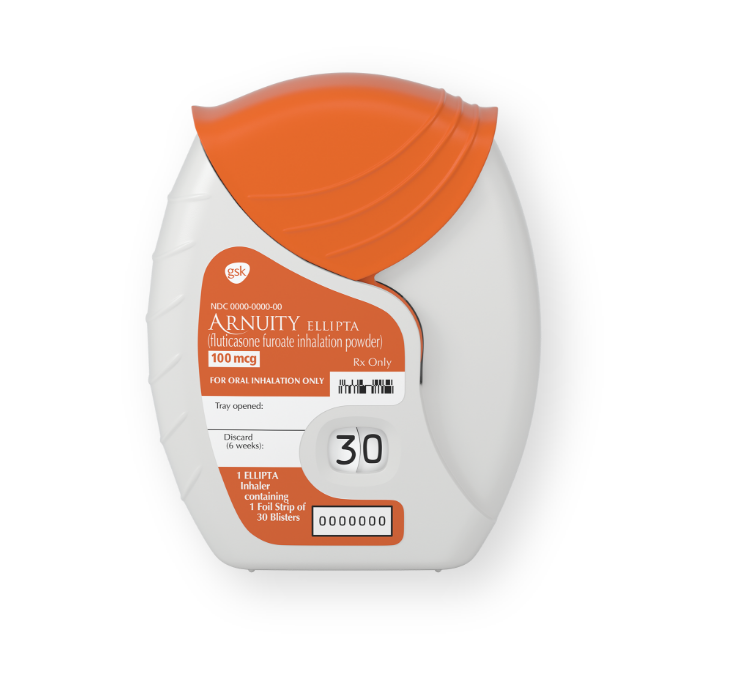 gsk
NDC 0000-0000-00
ARNUITY ELLIPTA
(fluticasone furoate inhalation powder)
100 mcg
Rx Only
FOR ORAL INHALATION ONLY
Tray opened:
Discard
(6 weeks):
30
1 ELLIPTA
Inhaler
containing
1 Foil Strip of
30 Blisters
0000000